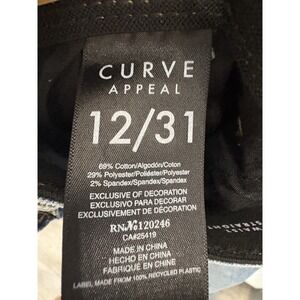 CURVE
APPEAL
12/31
69% Cotton/Algodón/Coton
29% Polyester/Poliéster/Polyester
2% Spandex/Spandex/Spandex
EXCLUSIVE OF DECORATION
EXCLUSIVO PARA DECORAR
EXCLUSIVEMENT DE DÉCORATION
RN№120246
CA#25419
MADE IN CHINA
HECHO EN CHINA
FABRIQUÉ EN CHINE
LABEL MADE FROM 100% RECYCLED PLASTIC